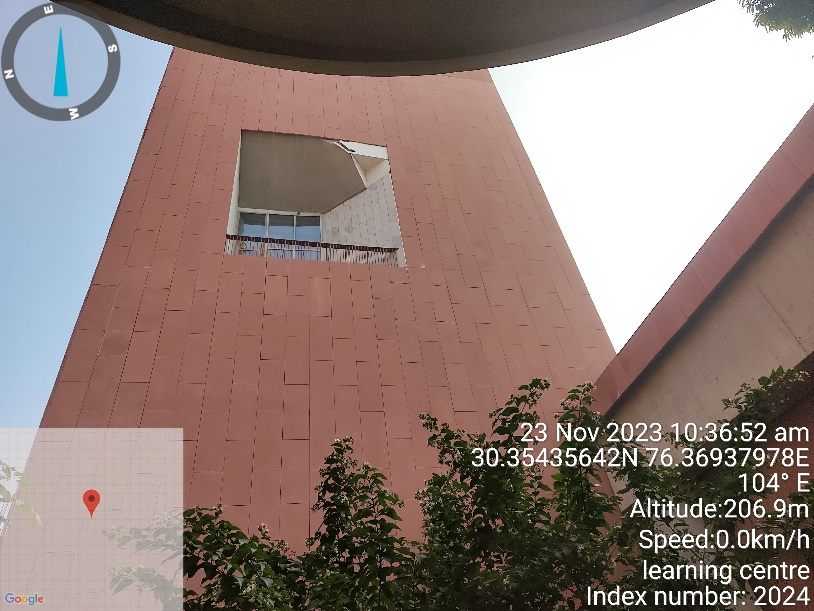 E
S
N
W
23 Nov 2023 10:36:52 am
30.35435642N 76.36937978E
104° E
Altitude:206.9m
Speed:0.0km/h
learning centre
Index number: 2024
Google